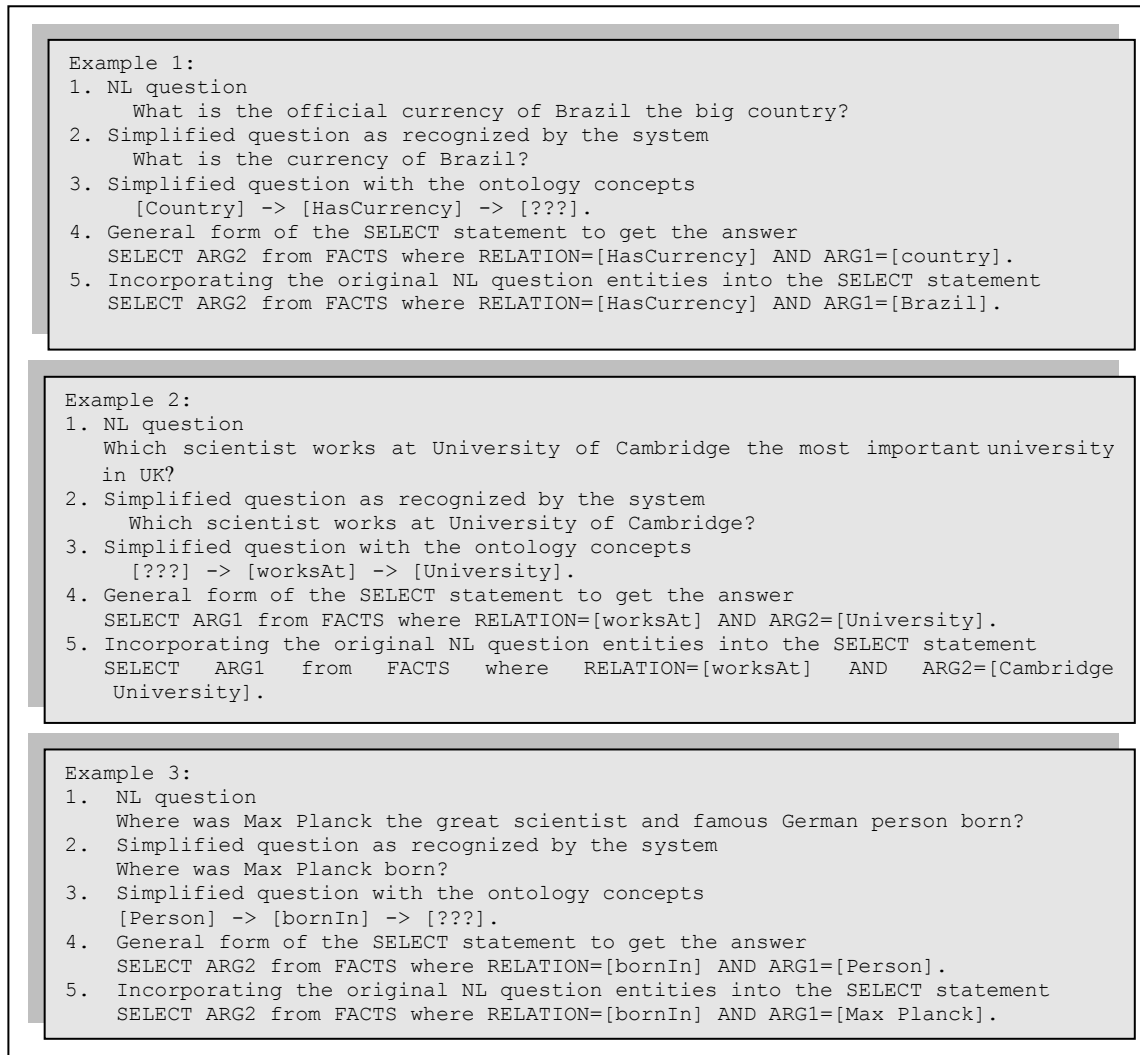 Example 1:
1. NL question
What is the official currency of Brazil the big country?
2. Simplified question as recognized by the system
What is the currency of Brazil?
3. Simplified question with the ontology concepts
[Country] -> [HasCurrency] -> [???].
4. General form of the SELECT statement to get the answer
SELECT ARG2 from FACTS where RELATION=[HasCurrency] AND ARG1=[country].
5. Incorporating the original NL question entities into the SELECT statement
SELECT ARG2 from FACTS where RELATION=[HasCurrency] AND ARG1=[Brazil].
Example 2:
1. NL question
Which scientist works at University of Cambridge the most important university
in UK?
2. Simplified question as recognized by the system
Which scientist works at University of Cambridge?
3. Simplified question with the ontology concepts
[???] -> [worksAt] -> [University].
4. General form of the SELECT statement to get the answer
SELECT ARG1 from FACTS where RELATION=[worksAt] AND ARG2=[University].
5. Incorporating the original NL question entities into the SELECT statement
SELECT ARG1 from FACTS where RELATION=[worksAt] AND ARG2=[Cambridge
University].
Example 3:
1. NL question
Where was Max Planck the great scientist and famous German person born?
2. Simplified question as recognized by the system
Where was Max Planck born?
3. Simplified question with the ontology concepts
[Person] -> [bornIn] -> [???].
4. General form of the SELECT statement to get the answer
SELECT ARG2 from FACTS where RELATION=[bornIn] AND ARG1=[Person].
5. Incorporating the original NL question entities into the SELECT statement
SELECT ARG2 from FACTS where RELATION=[bornIn] AND ARG1=[Max Planck].